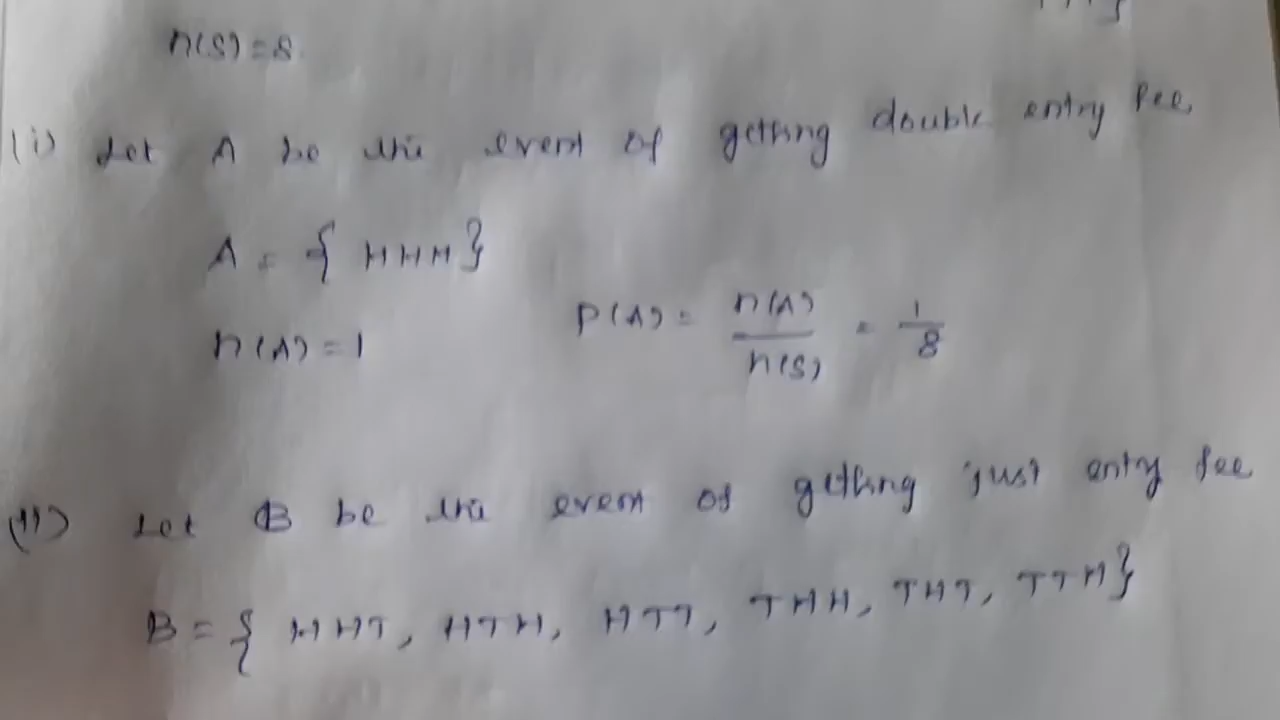 n(S) = 8.
(i) Let A be the event of getting double entry fee.
A = { HHH }
n(A) = 1
P(A) = n(A)/n(S) = 1/8
(ii) Let B be the event of getting just entry fee
B = { HHT, HTH, HTT, THH, THT, TTH }